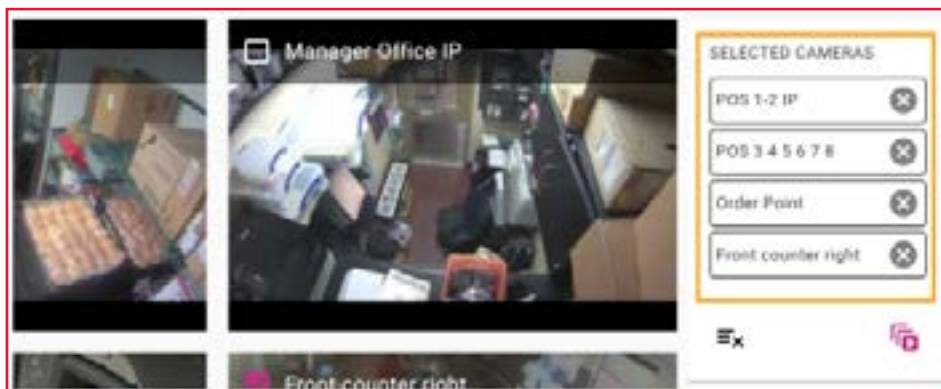 Manager Office IP
SELECTED CAMERAS
POS 1-2 IP
POS 3 4 5 6 7 8
Order Point
Front counter right
Front counter right